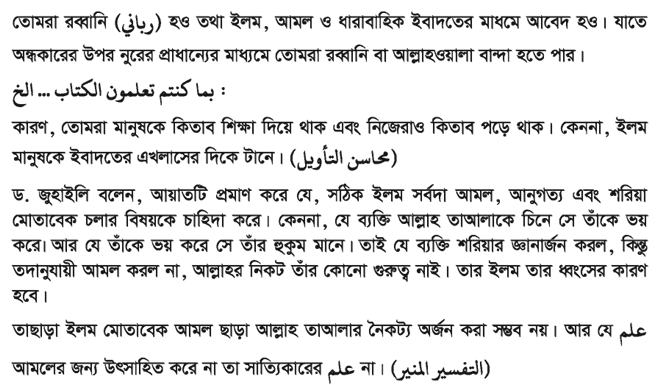 তোমরা রব্বানি (رباني) হও তথা ইলম, আমল ও ধারাবাহিক ইবাদতের মাধমে আবেদ হও। যাতে
অন্ধকারের উপর নুরের প্রাধান্যের মাধ্যমে তোমরা রব্বানি বা আল্লাহওয়ালা বান্দা হতে পার।
: بما كنتم تعلمون الكتاب ... الخ
কারণ, তোমরা মানুষকে কিতাব শিক্ষা দিয়ে থাক এবং নিজেরাও কিতাব পড়ে থাক। কেননা, ইলম
মানুষকে ইবাদতের এখলাসের দিকে টানে। (محاسن التأويل)
ড. জুহাইলি বলেন, আয়াতটি প্রমাণ করে যে, সঠিক ইলম সর্বদা আমল, আনুগত্য এবং শরিয়া
মোতাবেক চলার বিষয়কে চাহিদা করে। কেননা, যে ব্যক্তি আল্লাহ তাআলাকে চিনে সে তাঁকে ভয়
করে। আর যে তাঁকে ভয় করে সে তাঁর হুকুম মানে। তাই যে ব্যক্তি শরিয়ার জ্ঞানার্জন করল, কিন্তু
তদানুযায়ী আমল করল না, আল্লাহর নিকট তাঁর কোনো গুরুত্ব নাই। তার ইলম তার ধ্বংসের কারণ
হবে।
তাছাড়া ইলম মোতাবেক আমল ছাড়া আল্লাহ তাআলার নৈকট্য অর্জন করা সম্ভব নয়। আর যে علم
আমলের জন্য উৎসাহিত করে না তা সাত্যিকারের علم না। (التفسير المنير)